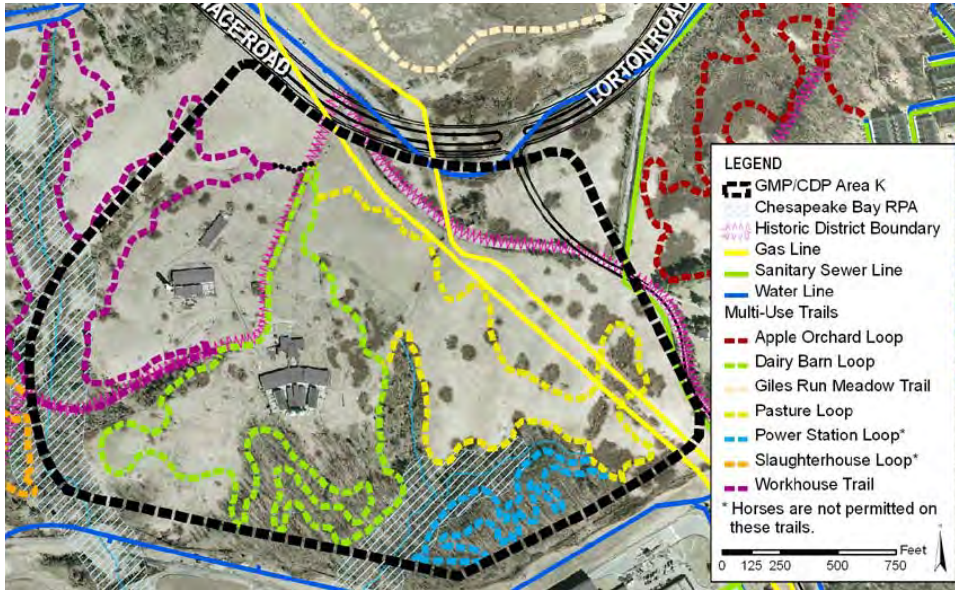 TACE ROAD
LORTON ROAD
LEGEND
GMP/CDP Area K
Chesapeake Bay RPA
Historic District Boundary
Gas Line
Sanitary Sewer Line
Water Line
Multi-Use Trails
Apple Orchard Loop
Dairy Barn Loop
Giles Run Meadow Trail
Pasture Loop
Power Station Loop*
Slaughterhouse Loop*
Workhouse Trail
* Horses are not permitted on
these trails.
Feet
0 125 250 500 750